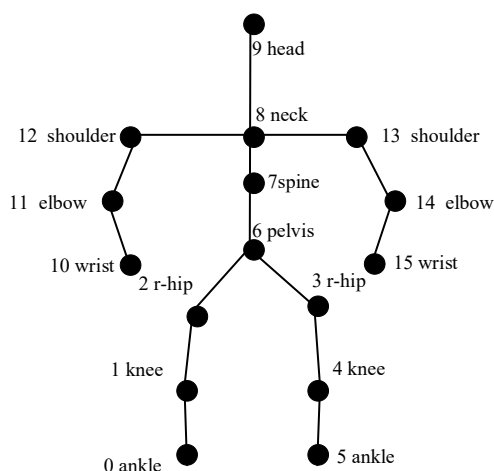 9 head
8 neck
12 shoulder
13 shoulder
7spine
11 elbow
14 elbow
6 pelvis
10 wrist
15 wrist
2 r-hip
3 r-hip
1 knee
4 knee
0 ankle
5 ankle